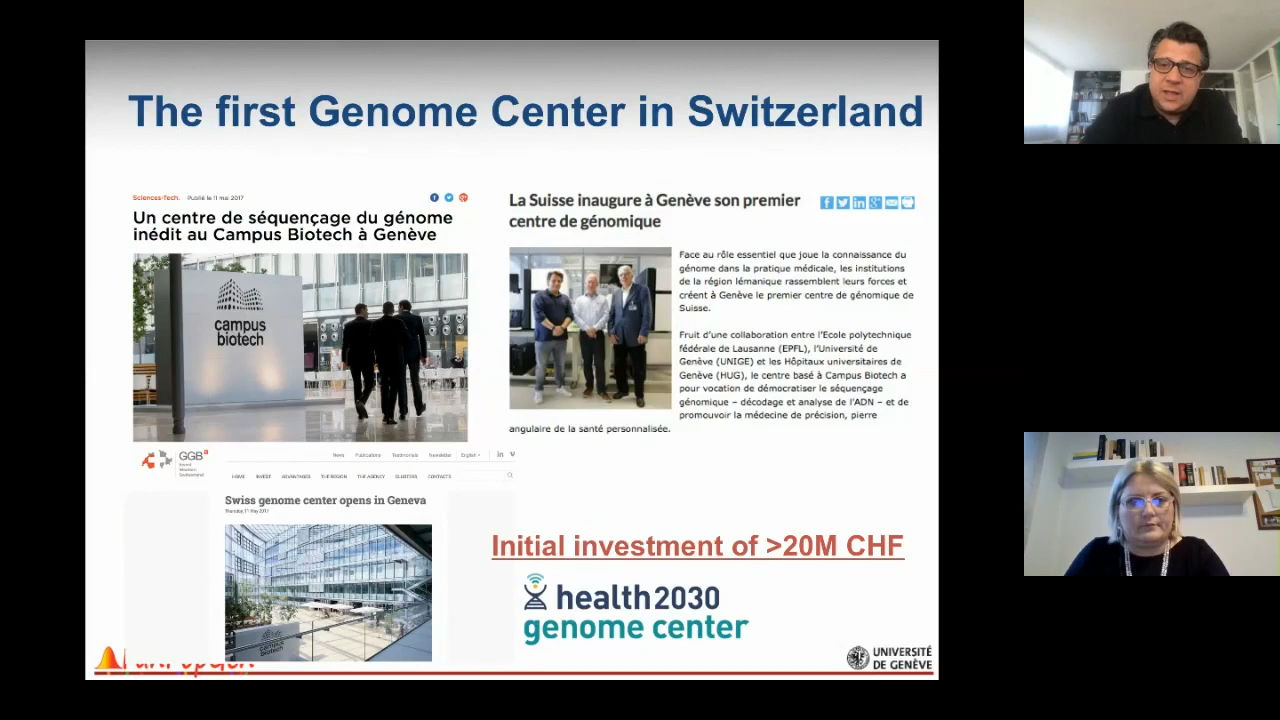 The first Genome Center in Switzerland
Sciences-Tech. Publié le 11 mai 2017
Un centre de séquençage du génome
inédit au Campus Biotech à Genève
campus
biotech
La Suisse inaugure à Genève son premier
centre de génomique
Face au rôle essentiel que joue la connaissance du
génome dans la pratique médicale, les institutions
de la région lémanique rassemblent leurs forces et
créent à Genève le premier centre de génomique de
Suisse.
Fruit d'une collaboration entre l'Ecole polytechnique
fédérale de Lausanne (EPFL), l'Université de
Genève (UNIGE) et les Hôpitaux universitaires de
Genève (HUG), le centre basé à Campus Biotech a
pour vocation de démocratiser le séquençage
génomique – décodage et analyse de l'ADN – et de
promouvoir la médecine de précision, pierre
angulaire de la santé personnalisée.
GGB
News Publications Testimonials Newsletter English
HOME INVEST ADVANTAGES THE REGION THE AGENCY CLUSTERS CONTACTS
Swiss genome center opens in Geneva
Thursday, 11 May 2017
campus
biotech
Initial investment of >20M CHF
health2030
genome center
UNIVERSITÉ
DE GENÈVE